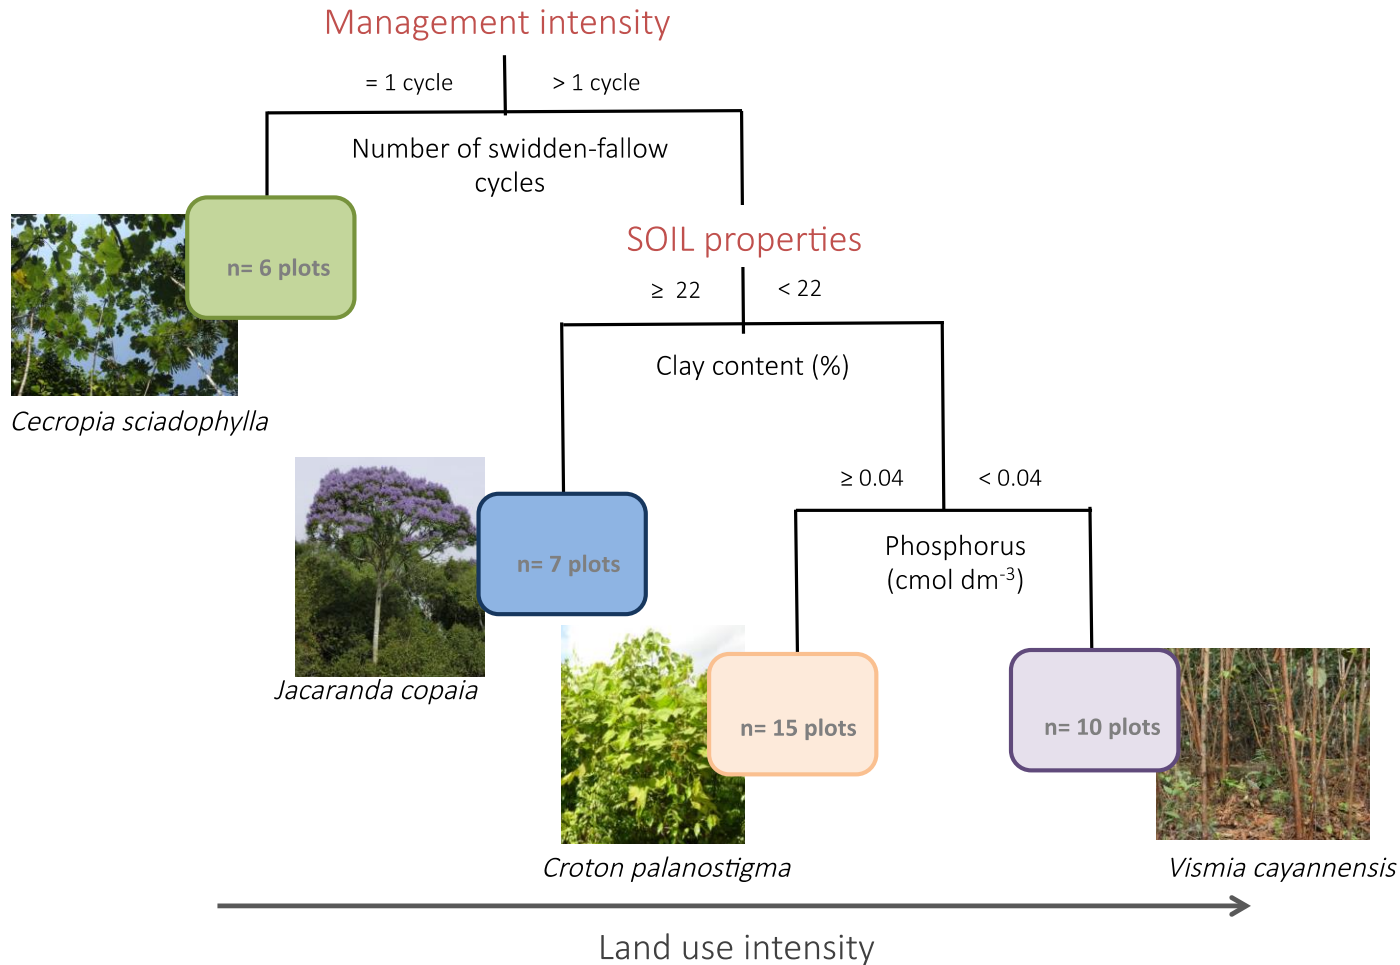 Management intensity
= 1 cycle
> 1 cycle
Number of swidden-fallow
cycles
n= 6 plots
SOIL properties
≥ 22
< 22
Clay content (%)
Cecropia sciadophylla
≥ 0.04
< 0.04
Phosphorus
(cmol dm⁻³)
n= 7 plots
Jacaranda copaia
n= 15 plots
n= 10 plots
Croton palanostigma
Vismia cayannensis
Land use intensity